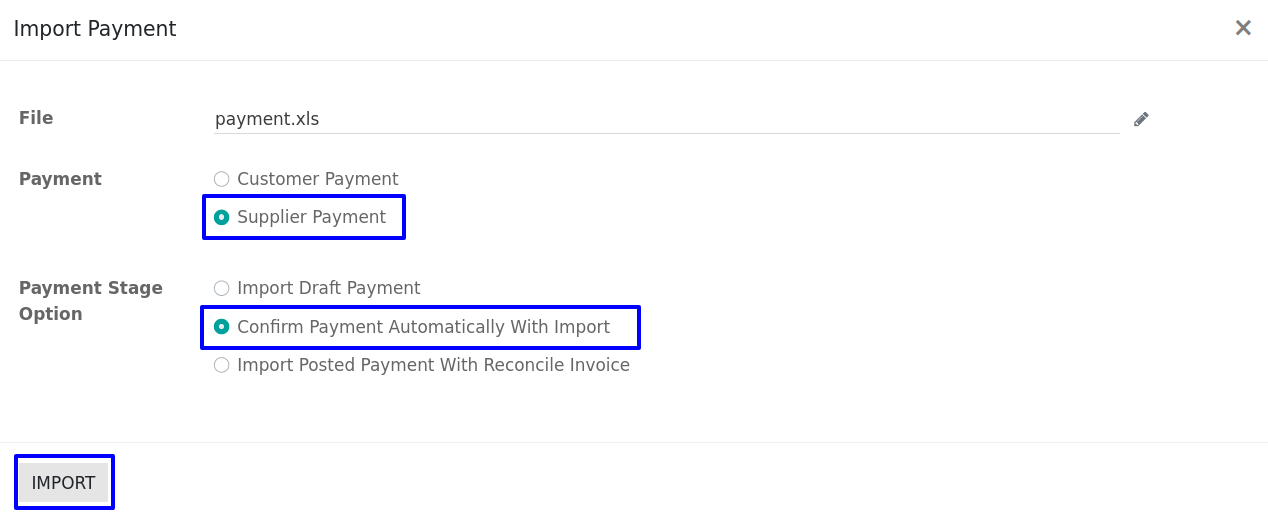 Import Payment
File
payment.xls
Payment
Customer Payment
Supplier Payment
Payment Stage
Option
Import Draft Payment
Confirm Payment Automatically With Import
Import Posted Payment With Reconcile Invoice
IMPORT